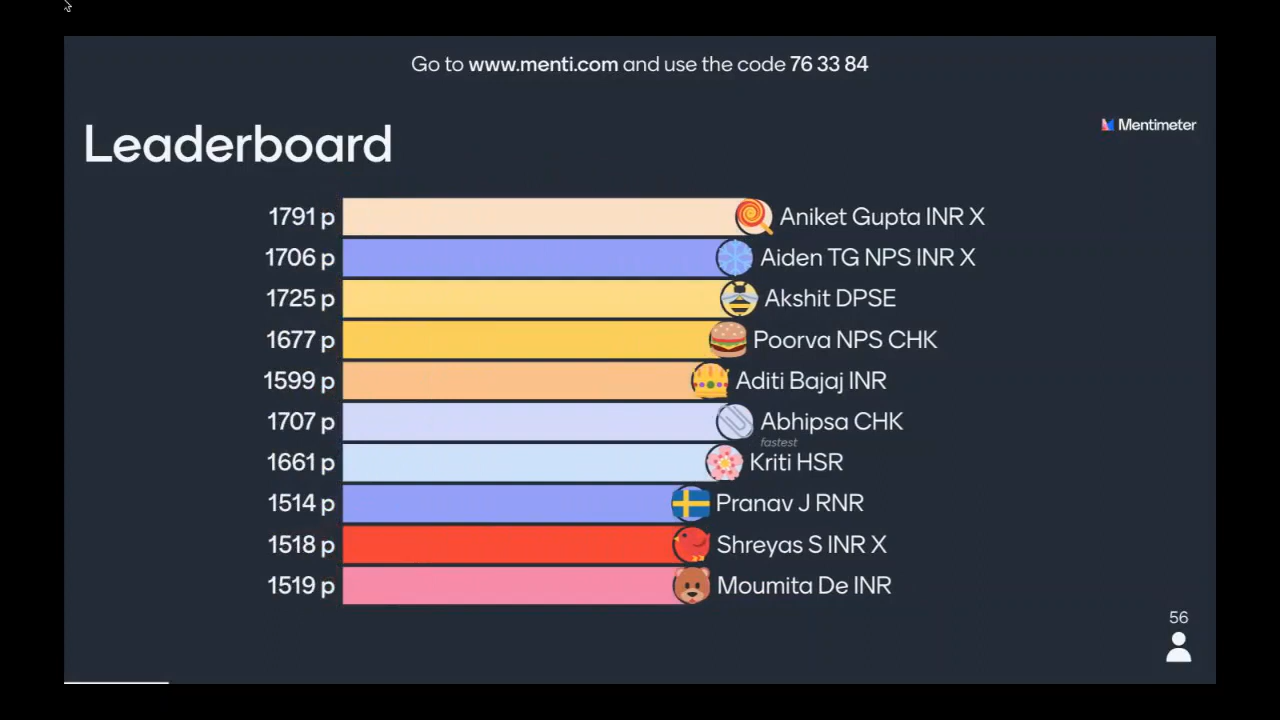 Go to www.menti.com and use the code 76 33 84
Mentimeter
Leaderboard
1791 p Aniket Gupta INR X
1706 p Aiden TG NPS INR X
1725 p Akshit DPSE
1677 p Poorva NPS CHK
1599 p Aditi Bajaj INR
1707 p Abhipsa CHK
fastest
1661 p Kriti HSR
1514 p Pranav J RNR
1518 p Shreyas S INR X
1519 p Moumita De INR
56